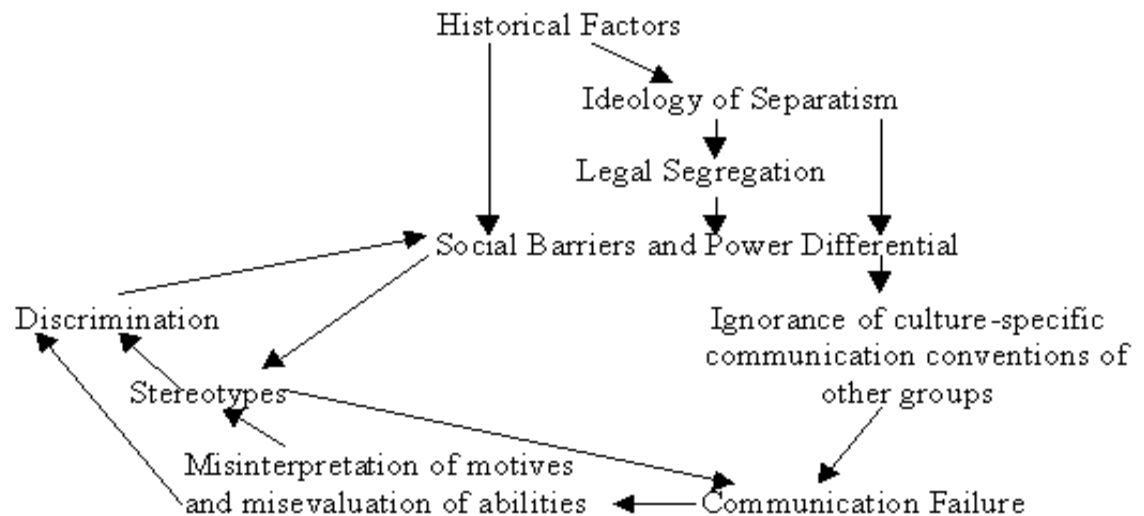 Historical Factors
Ideology of Separatism
Legal Segregation
Social Barriers and Power Differential
Discrimination
Ignorance of culture-specific
communication conventions of
other groups
Stereotypes
Misinterpretation of motives
and misevaluation of abilities
Communication Failure